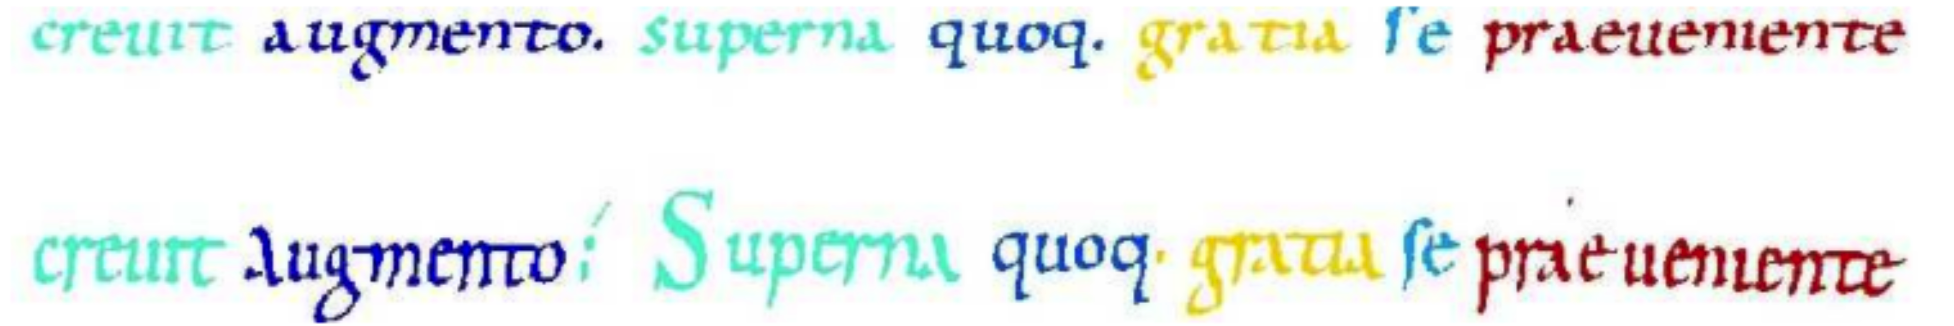 creuit augmento. superna quoq. gratia se praeueniente
creuit augmento: Superna quoq. gratia se praeueniente